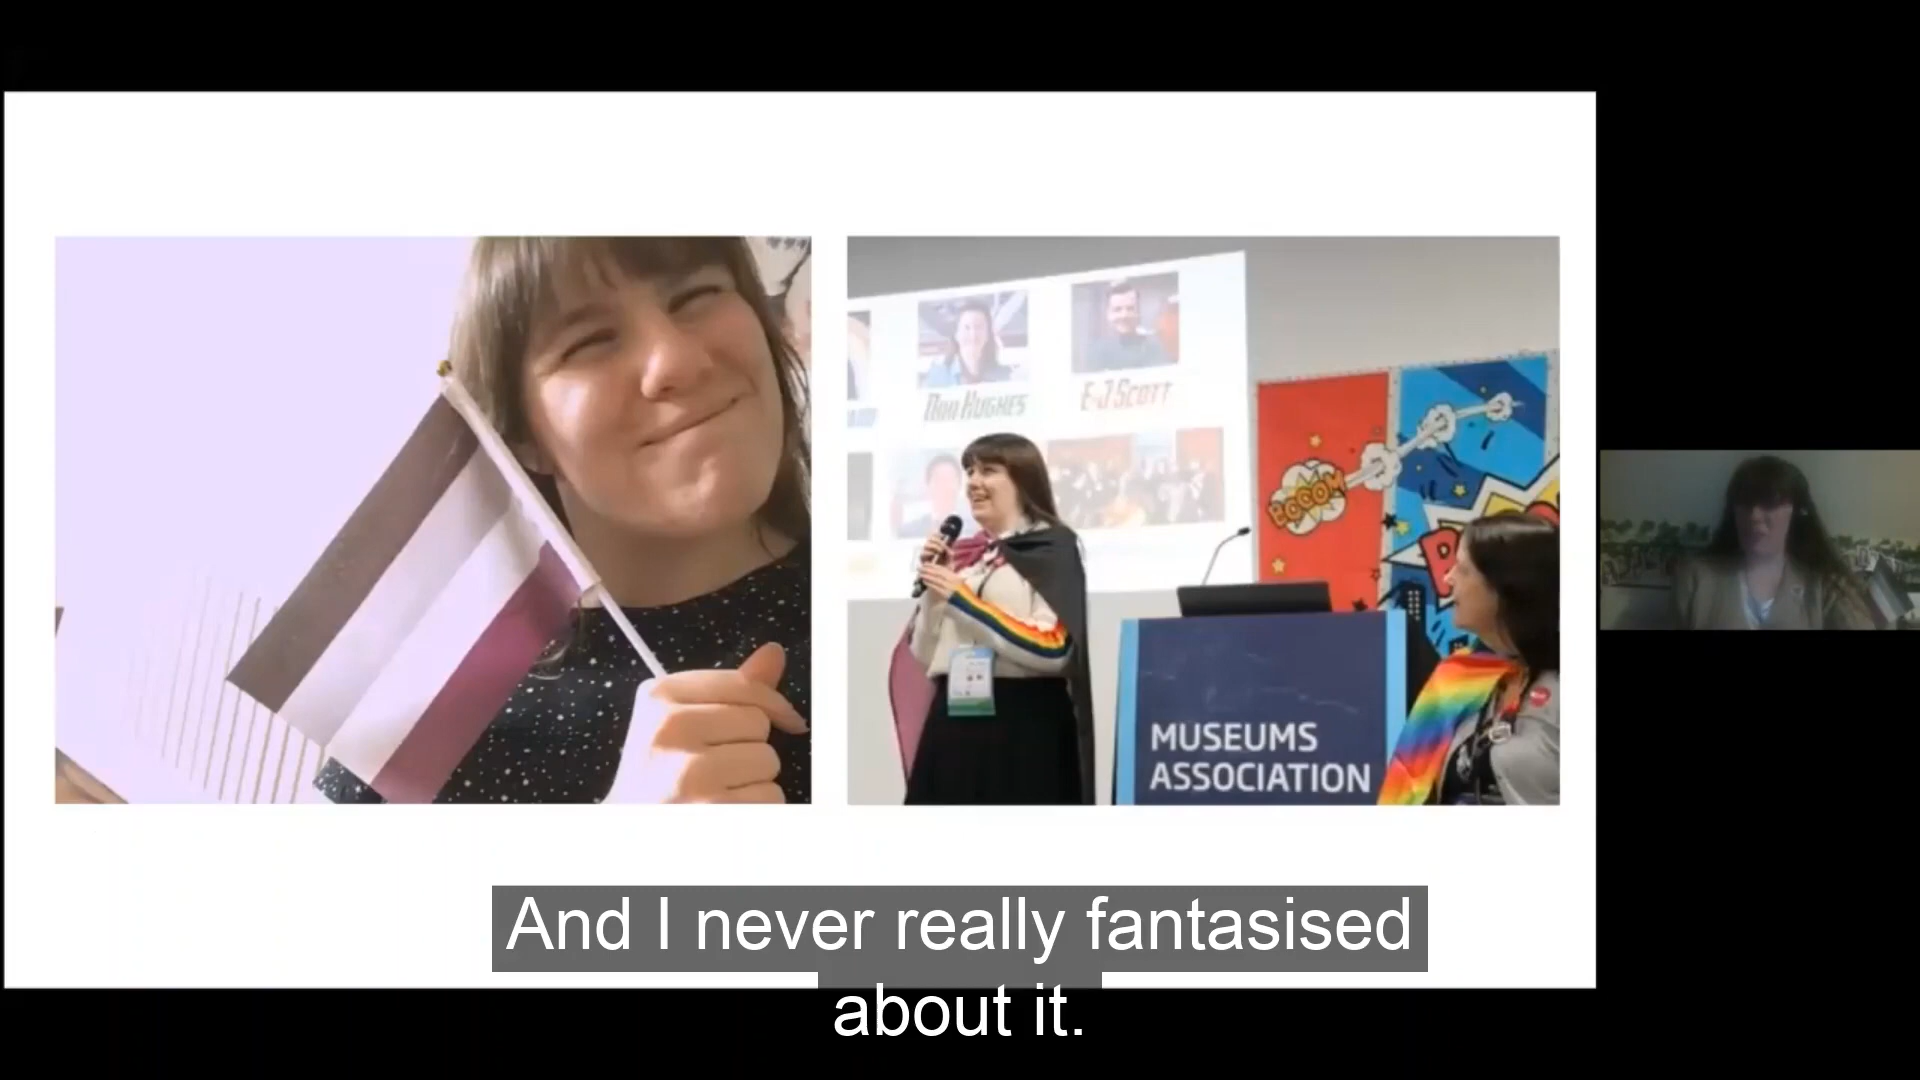 Dan Hughes
E-J Scott
BOOM
MUSEUMS
ASSOCIATION
And I never really fantasised
about it.